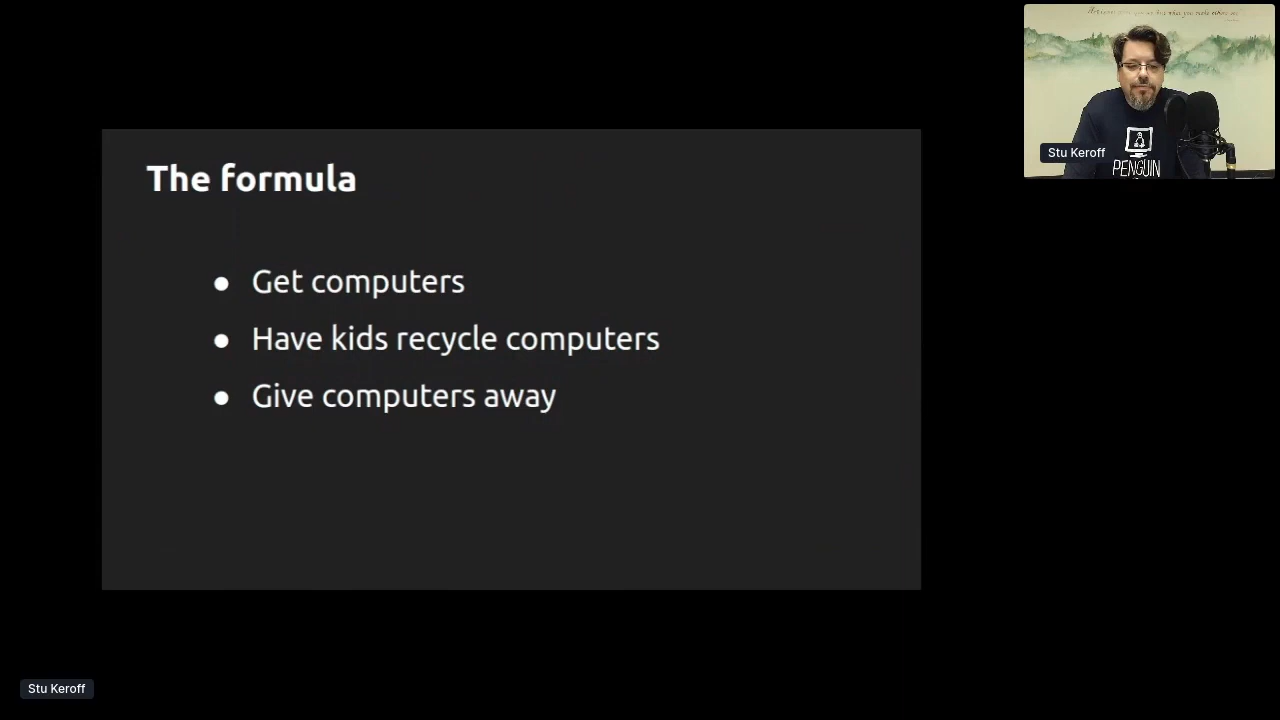 The formula
● Get computers
● Have kids recycle computers
● Give computers away
Stu Keroff
PENGUIN
Stu Keroff